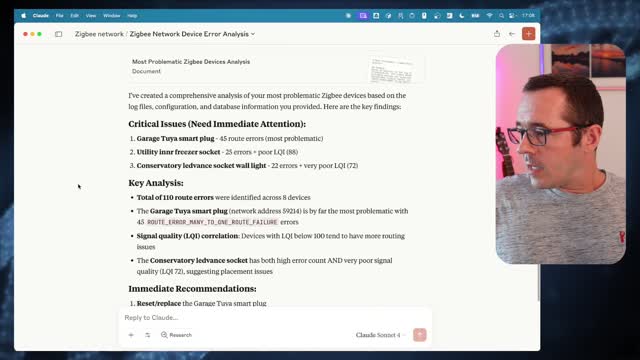 Claude File Edit View Window Help 17:08
Zigbee network / Zigbee Network Device Error Analysis
Most Problematic Zigbee Devices Analysis
Document
I've created a comprehensive analysis of your most problematic Zigbee devices based on the
log files, configuration, and database information you provided. Here are the key findings:
Critical Issues (Need Immediate Attention):
1. Garage Tuya smart plug - 45 route errors (most problematic)
2. Utility innr freezer socket - 25 errors + poor LQI (88)
3. Conservatory ledvance socket wall light - 22 errors + very poor LQI (72)
Key Analysis:
• Total of 110 route errors were identified across 8 devices
• The Garage Tuya smart plug (network address 59214) is by far the most problematic with
45 ROUTE_ERROR_MANY_TO_ONE_ROUTE_FAILURE errors
• Signal quality (LQI) correlation: Devices with LQI below 100 tend to have more routing
issues
• The Conservatory ledvance socket has both high error count AND very poor signal
quality (LQI 72), suggesting placement issues
Immediate Recommendations:
1. Reset/replace the Garage Tuya smart plug
Reply to Claude...
Research
Claude Sonnet 4